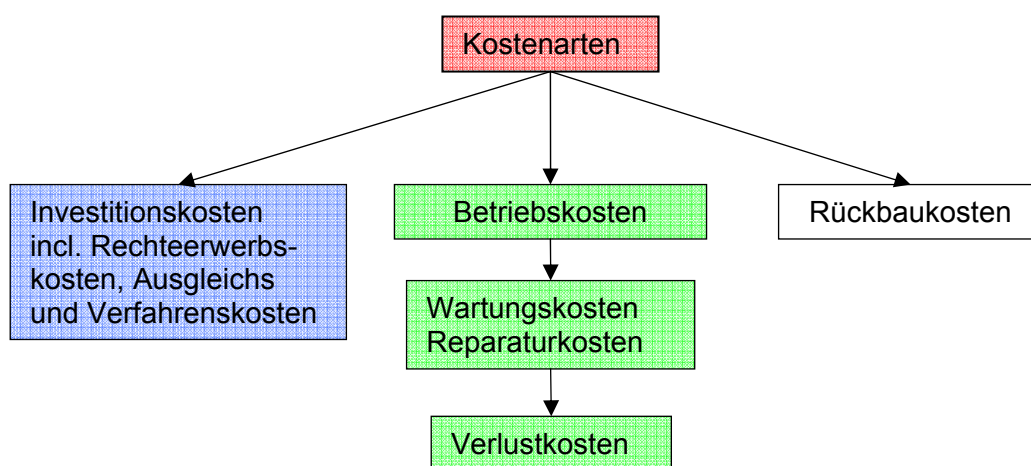 Kostenarten
Investitionskosten
incl. Rechteerwerbs-
kosten, Ausgleichs
und Verfahrenskosten
Betriebskosten
Rückbaukosten
Wartungskosten
Reparaturkosten
Verlustkosten